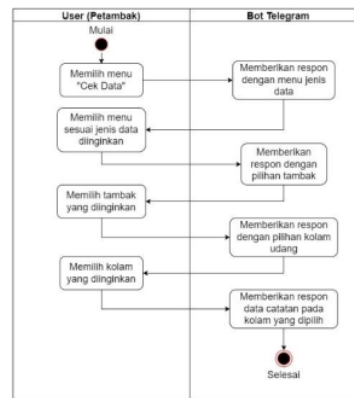 User (Petambak)
Bot Telegram
Mulai
Memilih menu
"Cek Data"
Memberikan respon
dengan menu jenis
data
Memilih menu
sesuai jenis data
diinginkan
Memberikan
respon dengan
pilihan tambak
Memilih tambak
yang diinginkan
Memberikan respon
dengan pilihan kolam
udang
Memilih kolam
yang diinginkan
Memberikan respon
data catatan pada
kolam yang dipilih
Selesai